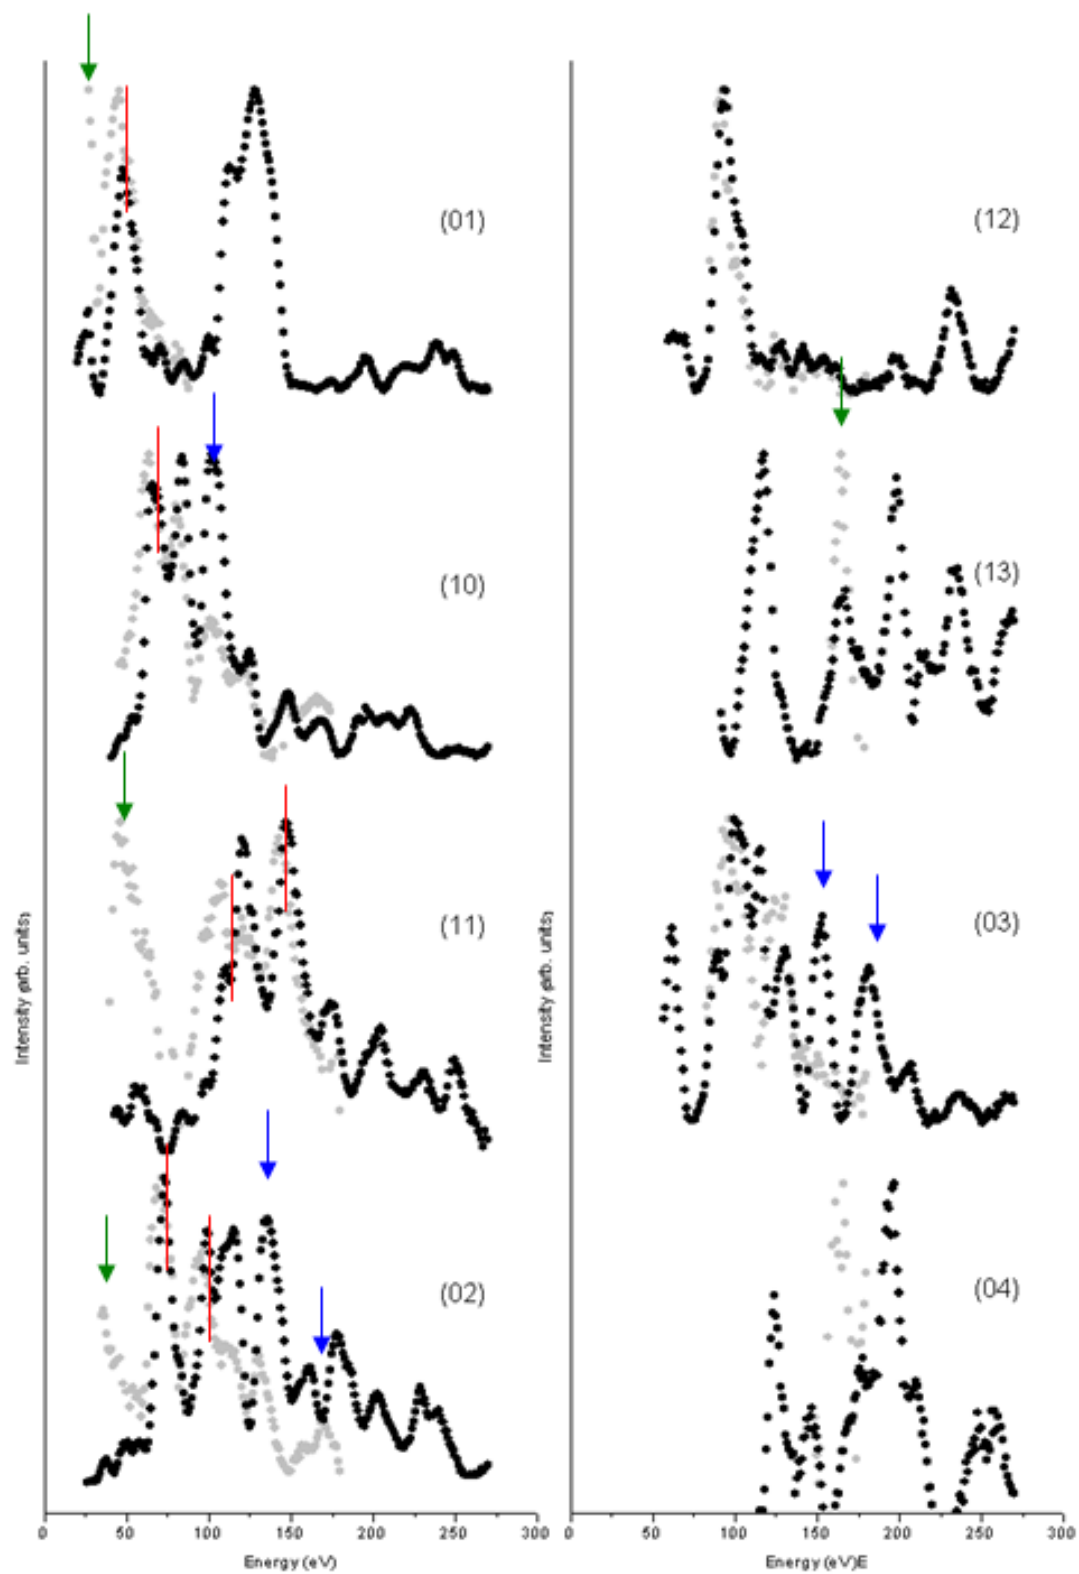 (01)
(12)
(10)
(13)
(11)
(03)
(02)
(04)
Intensity (arb. units)
Intensity (arb. units)
0 50 100 150 200 250 300
0 50 100 150 200 250 300
Energy (eV)
Energy (eV)E